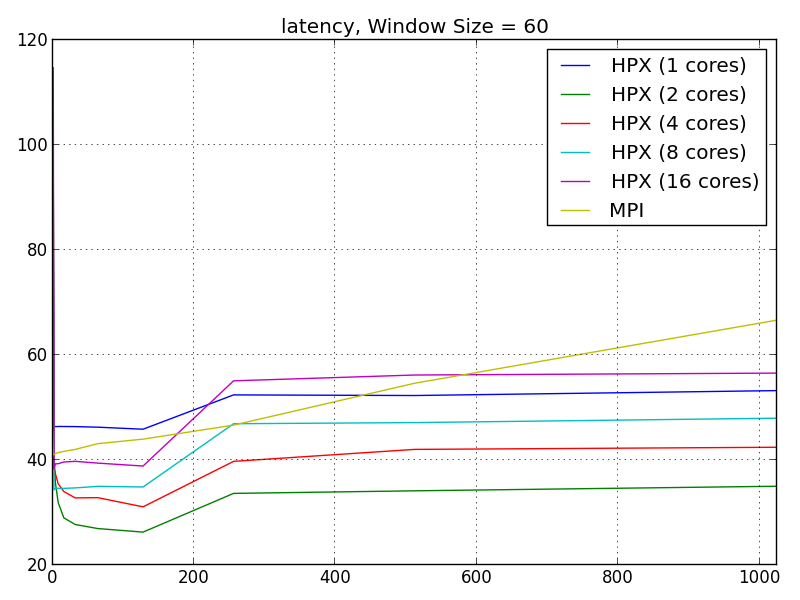 latency, Window Size = 60
120
100
80
60
40
20
0
200
400
600
800
1000
HPX (1 cores)
HPX (2 cores)
HPX (4 cores)
HPX (8 cores)
HPX (16 cores)
MPI